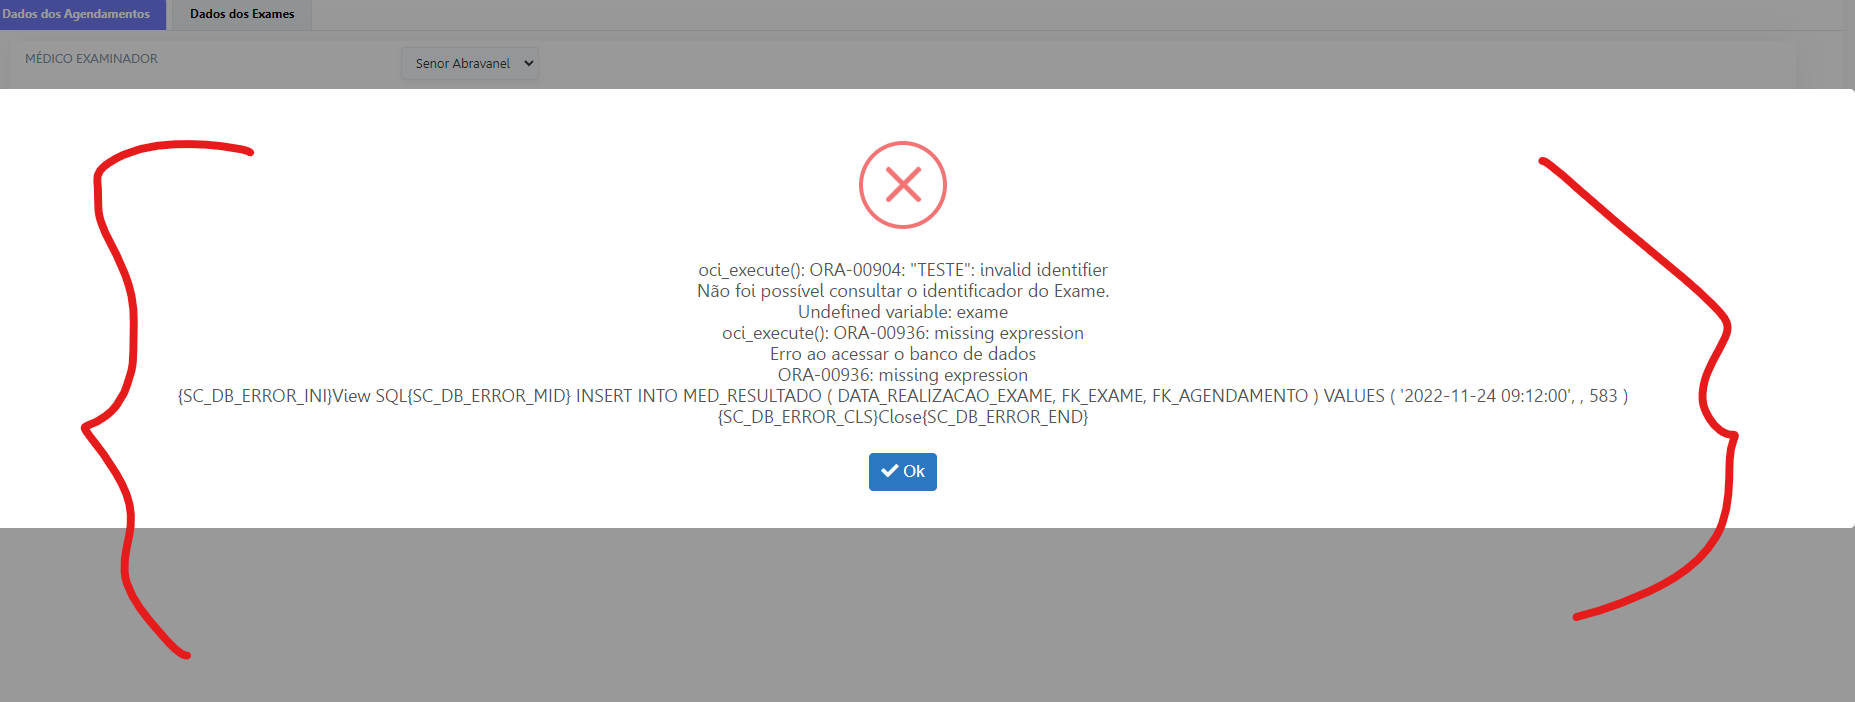 Dados dos Agendamentos
Dados dos Exames
MÉDICO EXAMINADOR
Senor Abravanel
oci_execute(): ORA-00904: "TESTE": invalid identifier
Não foi possível consultar o identificador do Exame.
Undefined variable: exame
oci_execute(): ORA-00936: missing expression
Erro ao acessar o banco de dados
ORA-00936: missing expression
{SC_DB_ERROR_INI}View SQL{SC_DB_ERROR_MID} INSERT INTO MED_RESULTADO ( DATA_REALIZACAO_EXAME, FK_EXAME, FK_AGENDAMENTO ) VALUES ( '2022-11-24 09:12:00', , 583 )
{SC_DB_ERROR_CLS}Close{SC_DB_ERROR_END}
Ok